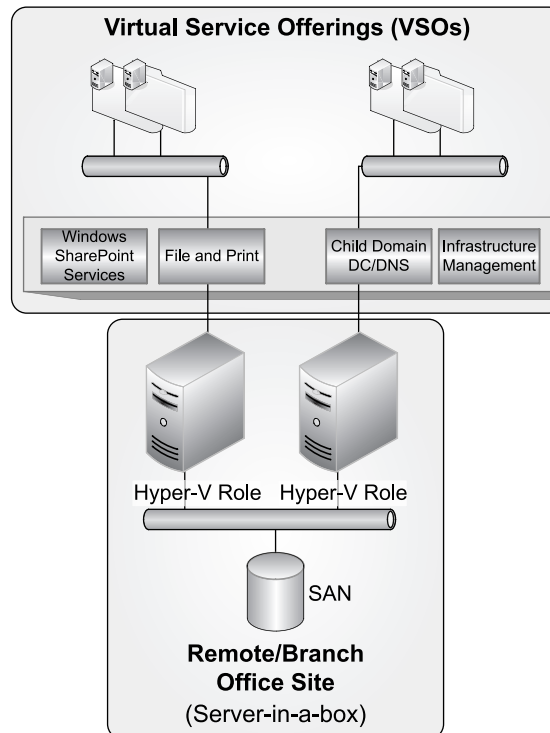 Virtual Service Offerings (VSOs)
Windows
SharePoint
Services
File and Print
Child Domain
DC/DNS
Infrastructure
Management
Hyper-V Role
Hyper-V Role
SAN
Remote/Branch
Office Site
(Server-in-a-box)